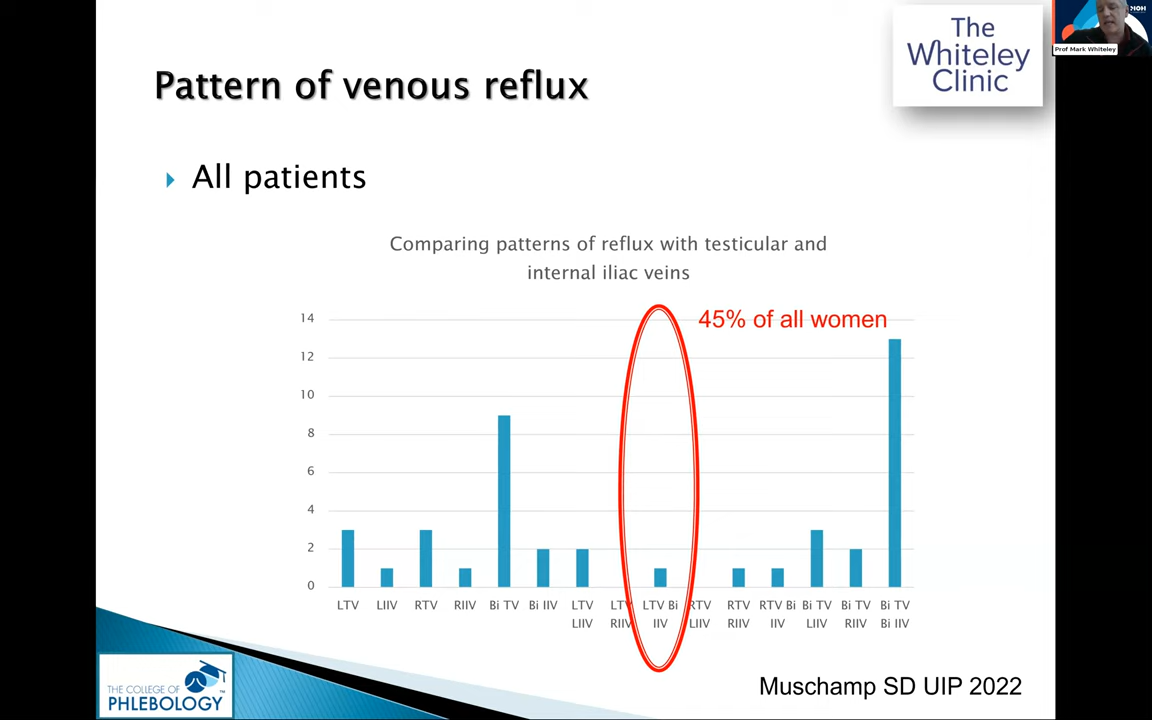 The
Whiteley
Clinic
MOH
Prof Mark Whiteley
Pattern of venous reflux
All patients
Comparing patterns of reflux with testicular and
internal iliac veins
45% of all women
14
12
10
8
6
4
2
0
LTV LIIV RTV RIIV Bi TV Bi IIV LTV LTV LTV Bi RTV RTV RTV Bi Bi TV Bi TV Bi TV
LIIV RIIV IIV LIIV RIIV IIV LIIV RIIV Bi IIV
THE COLLEGE OF
PHLEBOLOGY
TM
Muschamp SD UIP 2022